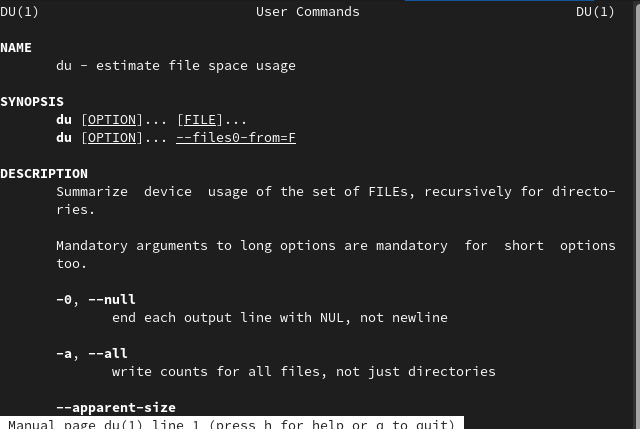 DU(1) User Commands DU(1)
NAME
du - estimate file space usage
SYNOPSIS
du [OPTION]... [FILE]...
du [OPTION]... --files0-from=F
DESCRIPTION
Summarize device usage of the set of FILEs, recursively for directo-
ries.
Mandatory arguments to long options are mandatory for short options
too.
-0, --null
end each output line with NUL, not newline
-a, --all
write counts for all files, not just directories
--apparent-size
Manual page du(1) line 1 (press h for help or q to quit)